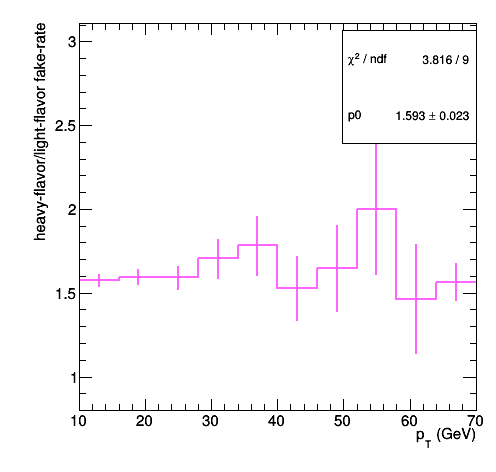 heavy-flavor/light-flavor fake-rate
χ² / ndf 3.816 / 9
p0 1.593 ± 0.023
3
2.5
2
1.5
1
10 20 30 40 50 60 70
p_T (GeV)